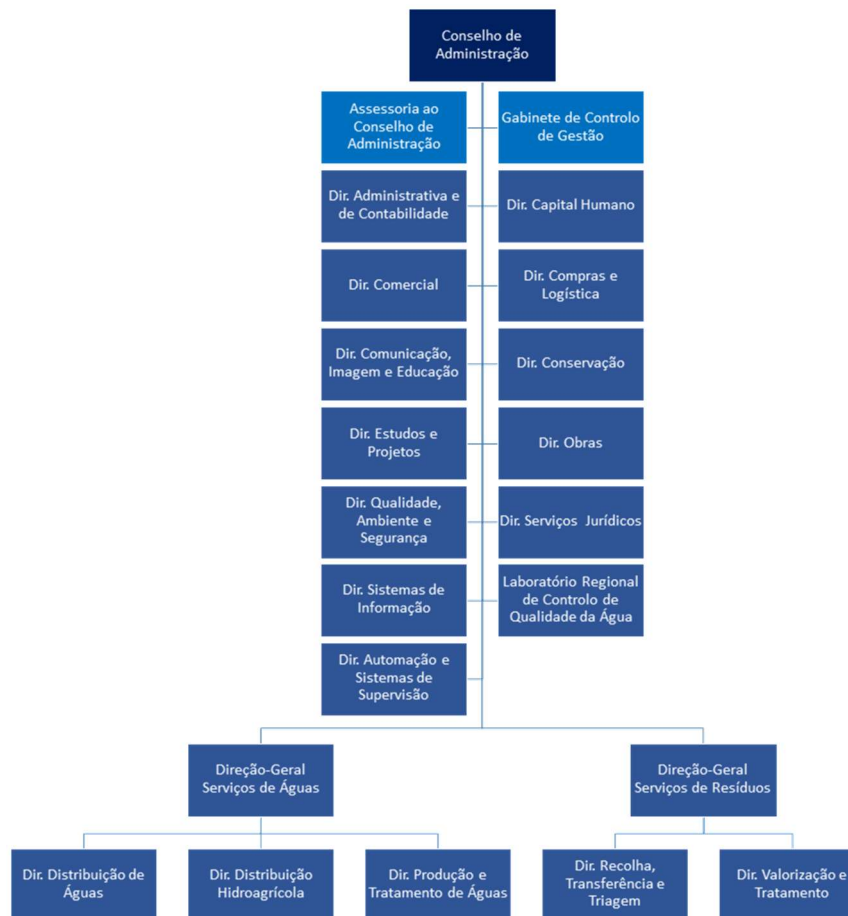 Conselho de
Administração
Assessoria ao
Conselho de
Administração
Gabinete de Controlo
de Gestão
Dir. Administrativa e
de Contabilidade
Dir. Capital Humano
Dir. Comercial
Dir. Compras e
Logística
Dir. Comunicação,
Imagem e Educação
Dir. Conservação
Dir. Estudos e
Projetos
Dir. Obras
Dir. Qualidade,
Ambiente e
Segurança
Dir. Serviços Jurídicos
Dir. Sistemas de
Informação
Laboratório Regional
de Controlo de
Qualidade da Água
Dir. Automação e
Sistemas de
Supervisão
Direção-Geral
Serviços de Águas
Direção-Geral
Serviços de Resíduos
Dir. Distribuição de
Águas
Dir. Distribuição
Hidroagrícola
Dir. Produção e
Tratamento de Águas
Dir. Recolha,
Transferência e
Triagem
Dir. Valorização e
Tratamento